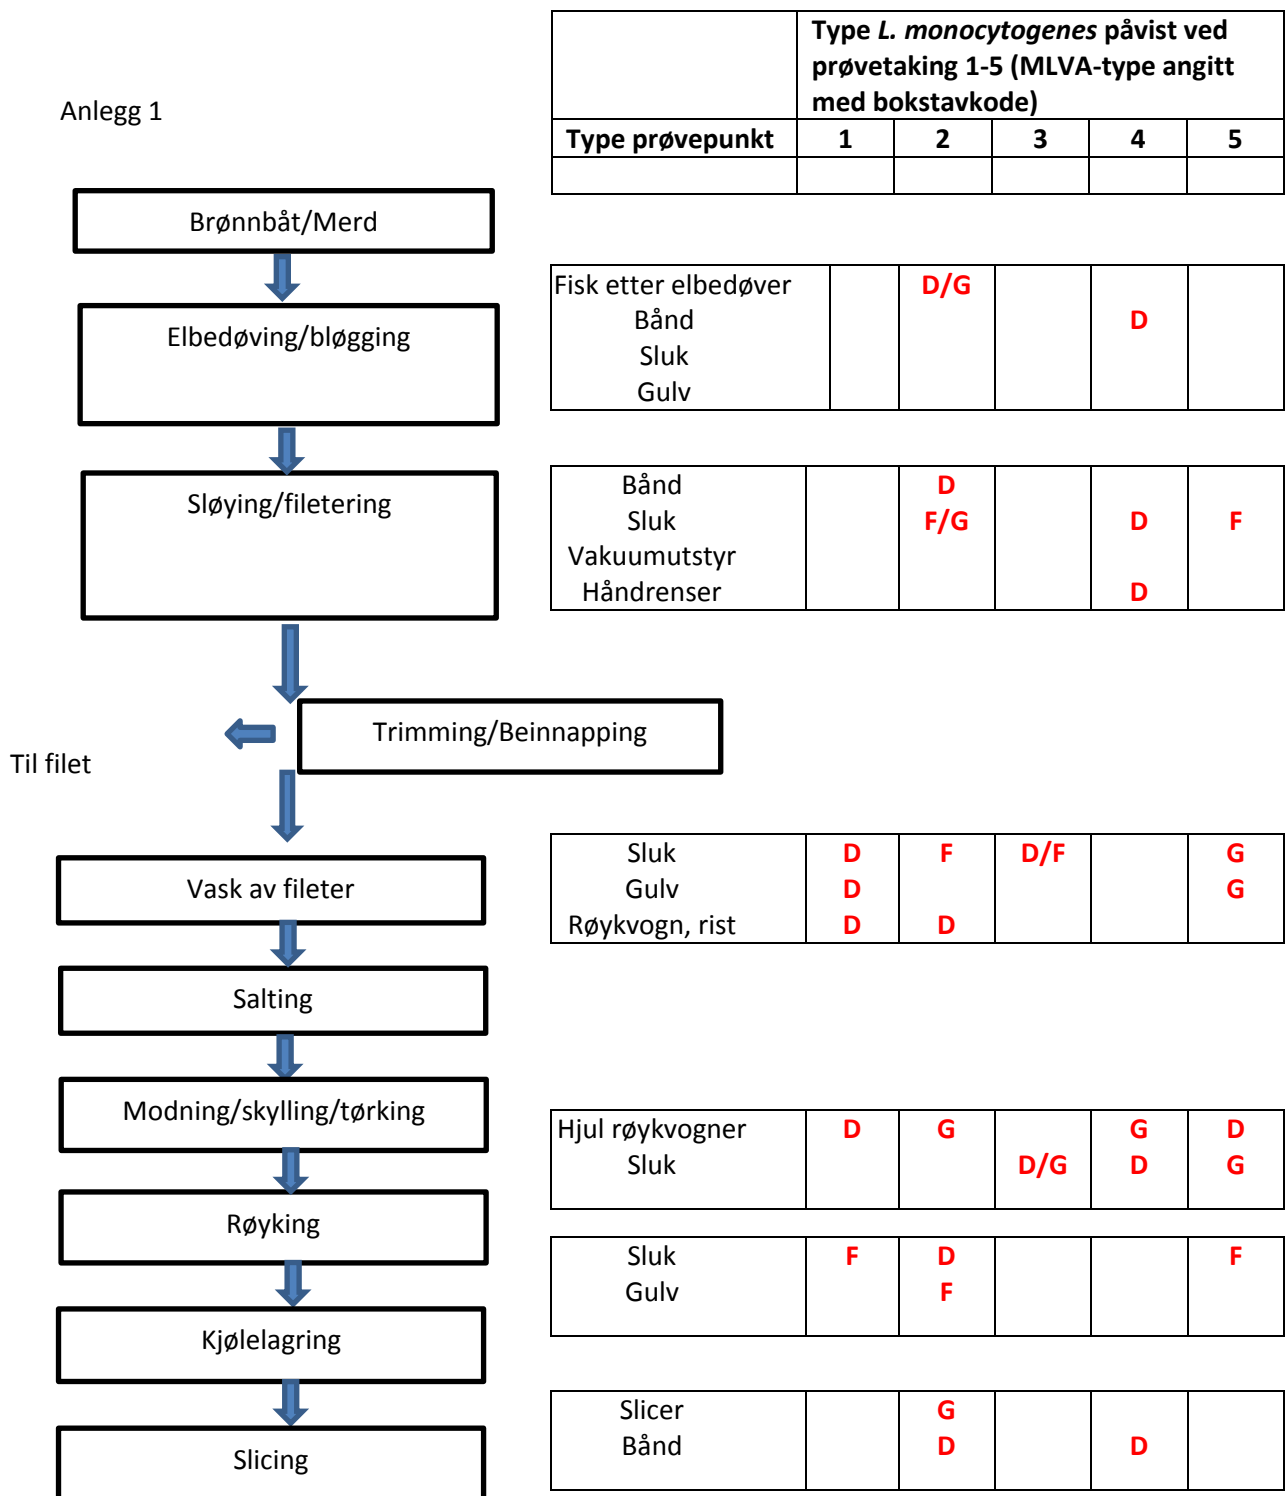 Anlegg 1
Type L. monocytogenes påvist ved
prøvetaking 1-5 (MLVA-type angitt
med bokstavkode)
Type prøvepunkt 1 2 3 4 5
Brønnbåt/Merd
Elbedøving/bløgging
Fisk etter elbedøver D/G
Bånd D
Sluk
Gulv
Sløying/filetering
Bånd D
Sluk F/G D F
Vakuumutstyr
Håndrenser D
Trimming/Beinnapping
Til filet
Vask av fileter
Sluk D F D/F G
Gulv D G
Røykvogn, rist D D
Salting
Modning/skylling/tørking
Hjul røykvogner D G G D
Sluk D/G D G
Røyking
Sluk F D F
Gulv F
Kjølelagring
Slicer G
Bånd D D
Slicing